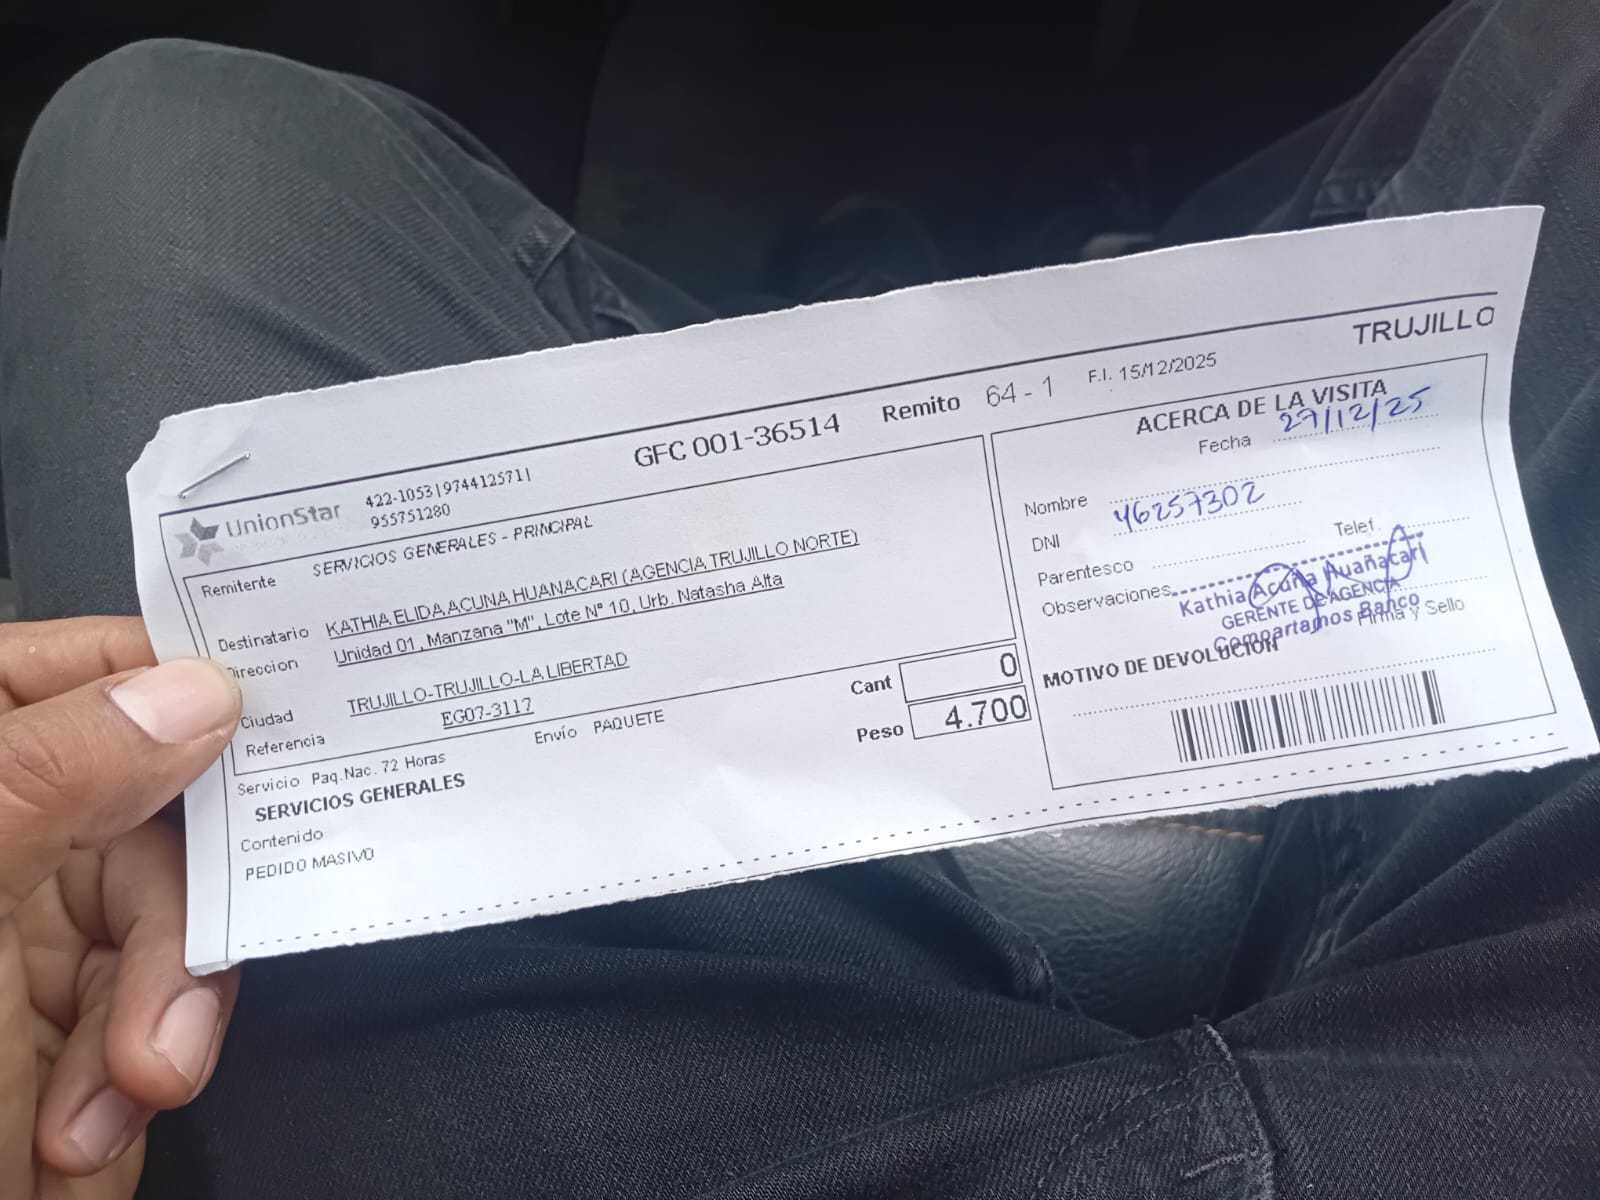 TRUJILLO
UnionStar
422-1053|974412571|
955751280
GFC 001-36514
Remito 64 - 1
F.I. 15/12/2025
Remitente SERVICIOS GENERALES - PRINCIPAL
Destinatario KATHIA ELIDA ACUNA HUANACARI (AGENCIA TRUJILLO NORTE)
Direccion Unidad 01, Manzana "M", Lote N° 10, Urb. Natasha Alta
Ciudad TRUJILLO-TRUJILLO-LA LIBERTAD
Referencia EG07-3117
Servicio Paq.Nac. 72 Horas
Envío PAQUETE
Cant 0
Peso 4.700
SERVICIOS GENERALES
Contenido
PEDIDO MASIVO
ACERCA DE LA VISITA
Fecha 27/12/25
Nombre
DNI 46257302
Parentesco
Telef.
Observaciones
Kathia Acuña Huañacari
GERENTE DE AGENCIA
Compartamos Banco
Firma y Sello
MOTIVO DE DEVOLUCION